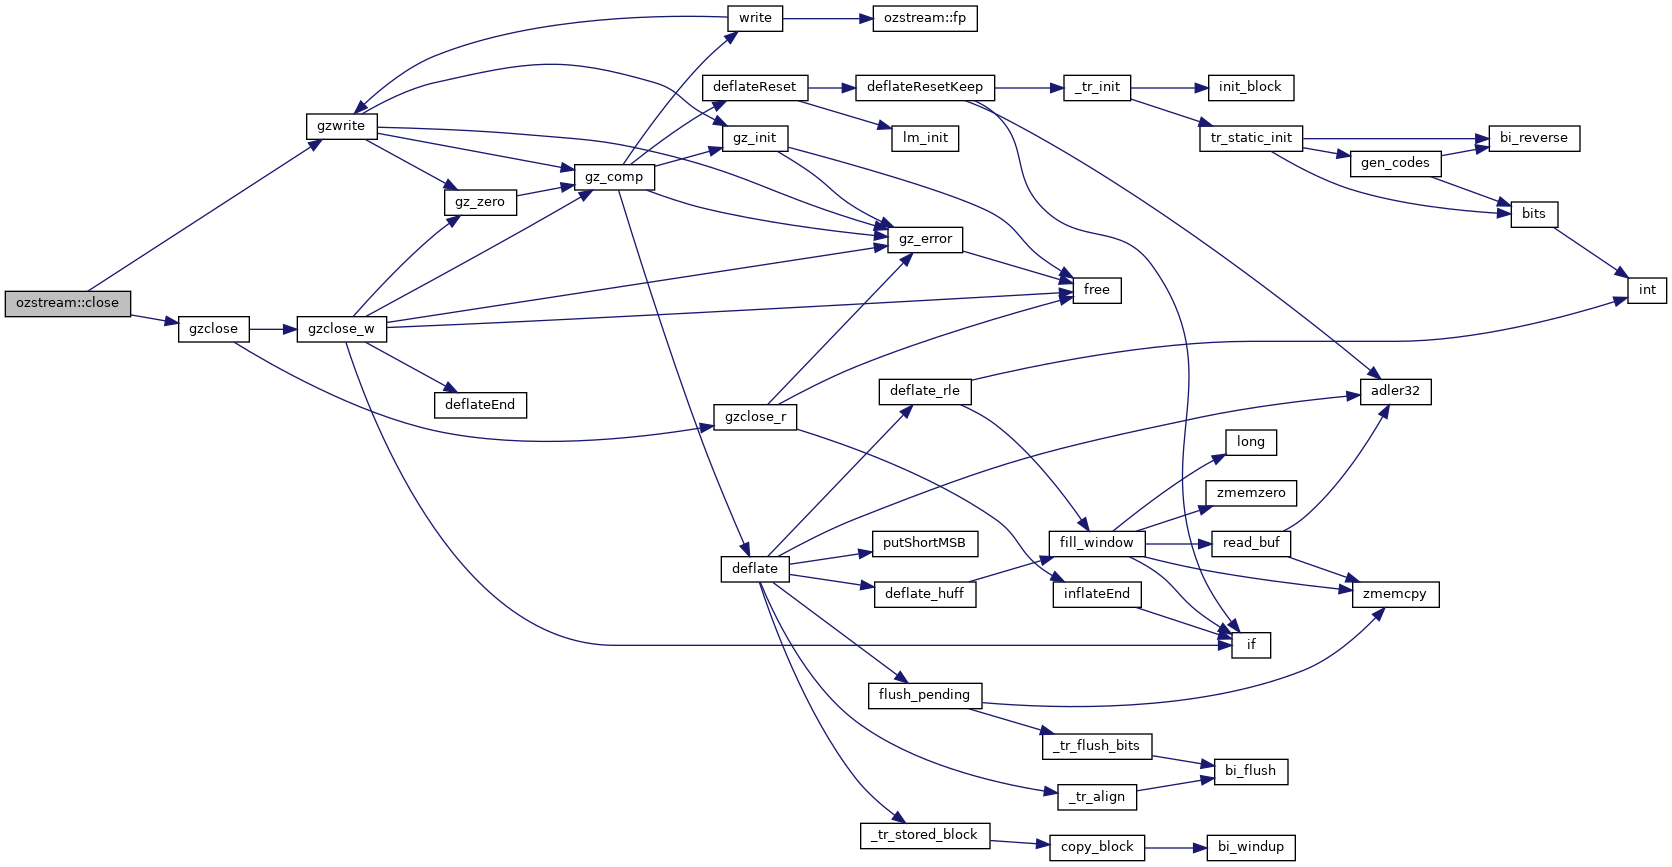 write
ozstream::fp
deflateReset
deflateResetKeep
_tr_init
init_block
gzwrite
gz_init
lm_init
tr_static_init
bi_reverse
gz_comp
gen_codes
gz_zero
bits
gz_error
ozstream::close
free
int
gzclose
gzclose_w
deflateEnd
gzclose_r
deflate_rle
adler32
long
zmemzero
deflate
putShortMSB
fill_window
read_buf
deflate_huff
inflateEnd
zmemcpy
if
flush_pending
_tr_flush_bits
bi_flush
_tr_align
_tr_stored_block
copy_block
bi_windup